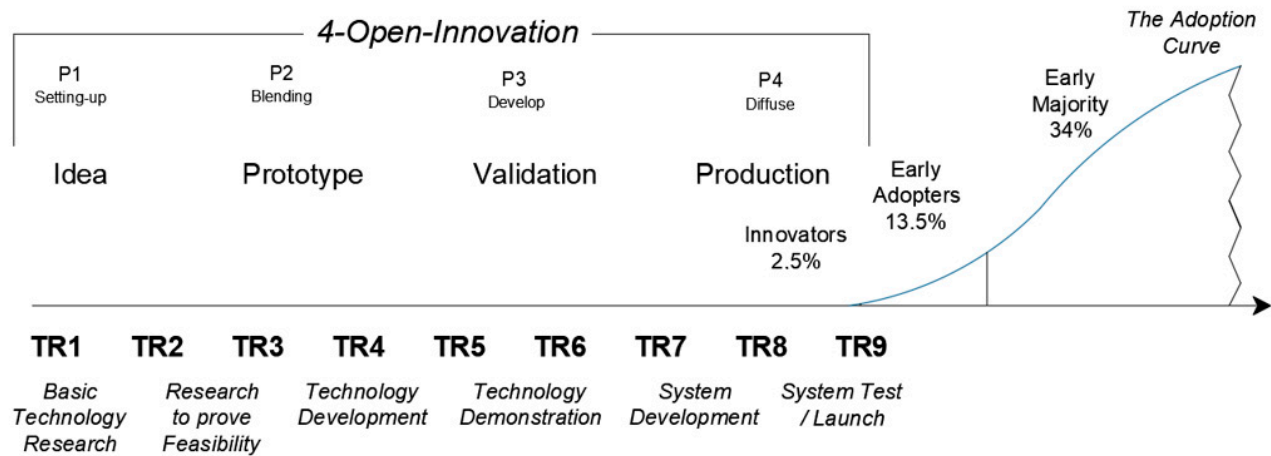 4-Open-Innovation
The Adoption
Curve
P1
Setting-up
P2
Blending
P3
Develop
P4
Diffuse
Idea
Prototype
Validation
Production
Innovators
2.5%
Early
Adopters
13.5%
Early
Majority
34%
TR1 TR2 TR3 TR4 TR5 TR6 TR7 TR8 TR9
Basic
Technology
Research
Research
to prove
Feasibility
Technology
Development
Technology
Demonstration
System
Development
System Test
/ Launch